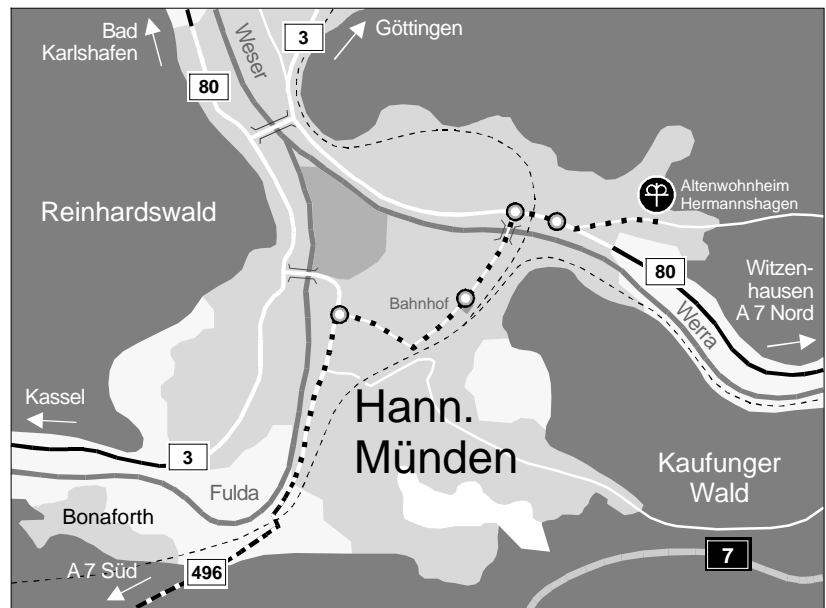 Bad
Karlshafen
Weser
3
Göttingen
80
Reinhardswald
Altenwohnheim
Hermannshagen
80
Witzen-
hausen
A 7 Nord
Bahnhof
Werra
Kassel
Hann.
Münden
3
Fulda
Kaufunger
Wald
Bonaforth
A 7 Süd
496
7